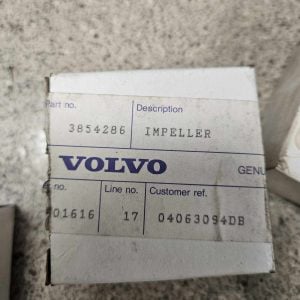 Part no. Description
3854286 IMPELLER
VOLVO GENU
no. Line no. Customer ref.
01616 17 04063094DB